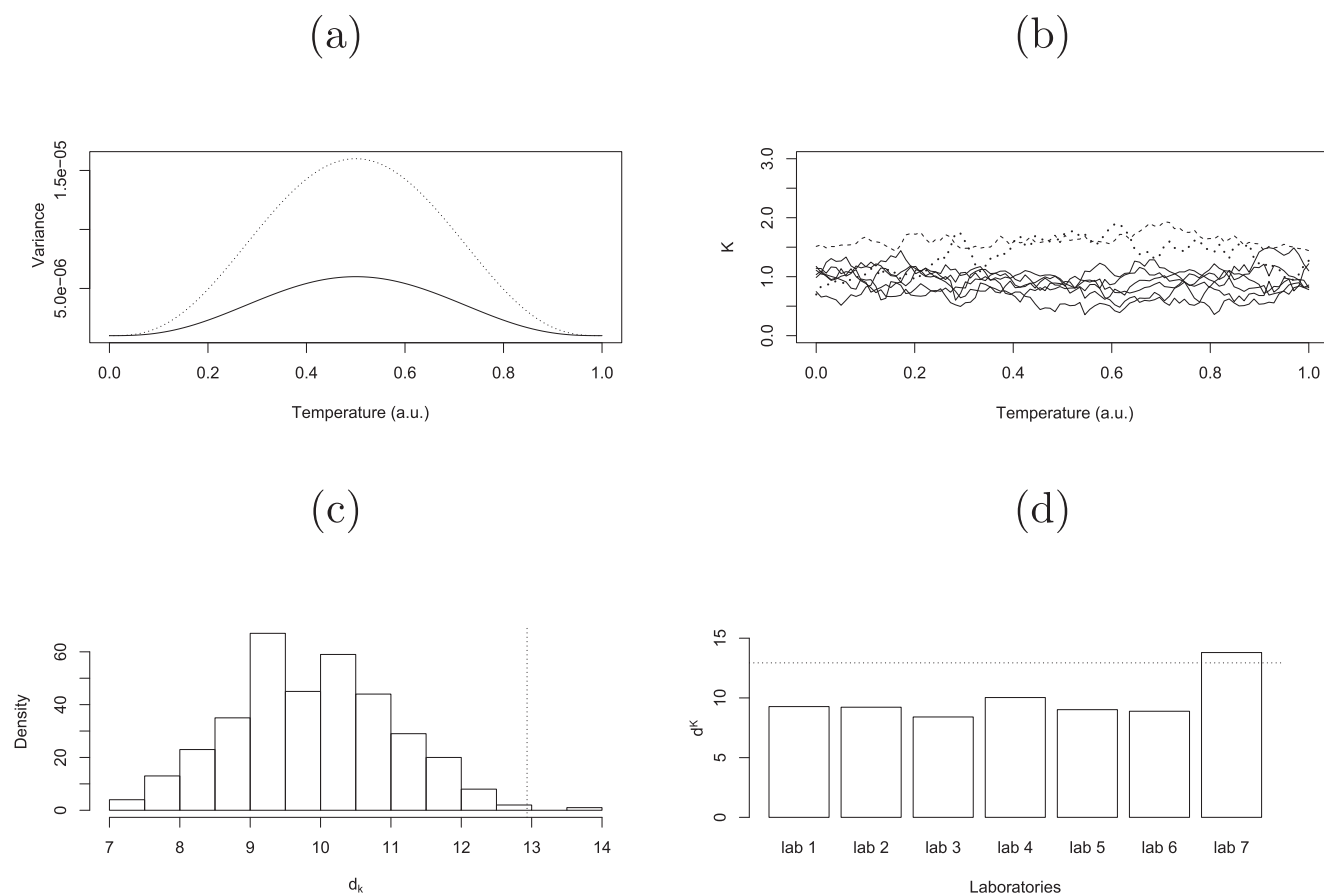 (a)
Variance
5.0e−06
1.5e−05
0.0 0.2 0.4 0.6 0.8 1.0
Temperature (a.u.)
(b)
K
0.0
1.0
2.0
3.0
0.0 0.2 0.4 0.6 0.8 1.0
Temperature (a.u.)
(c)
Density
0
20
40
60
7 8 9 10 11 12 13 14
dk
(d)
dK
0
5
10
15
lab 1 lab 2 lab 3 lab 4 lab 5 lab 6 lab 7
Laboratories